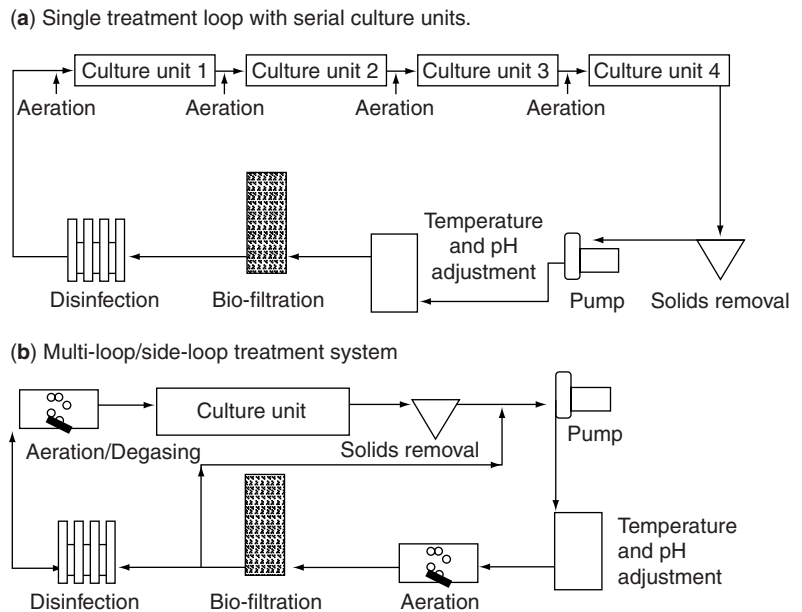 (a) Single treatment loop with serial culture units.
Culture unit 1
Culture unit 2
Culture unit 3
Culture unit 4
Aeration
Aeration
Aeration
Aeration
Temperature
and pH
adjustment
Disinfection
Bio-filtration
Pump
Solids removal
(b) Multi-loop/side-loop treatment system
Culture unit
Pump
Aeration/Degasing
Solids removal
Temperature
and pH
adjustment
Disinfection
Bio-filtration
Aeration